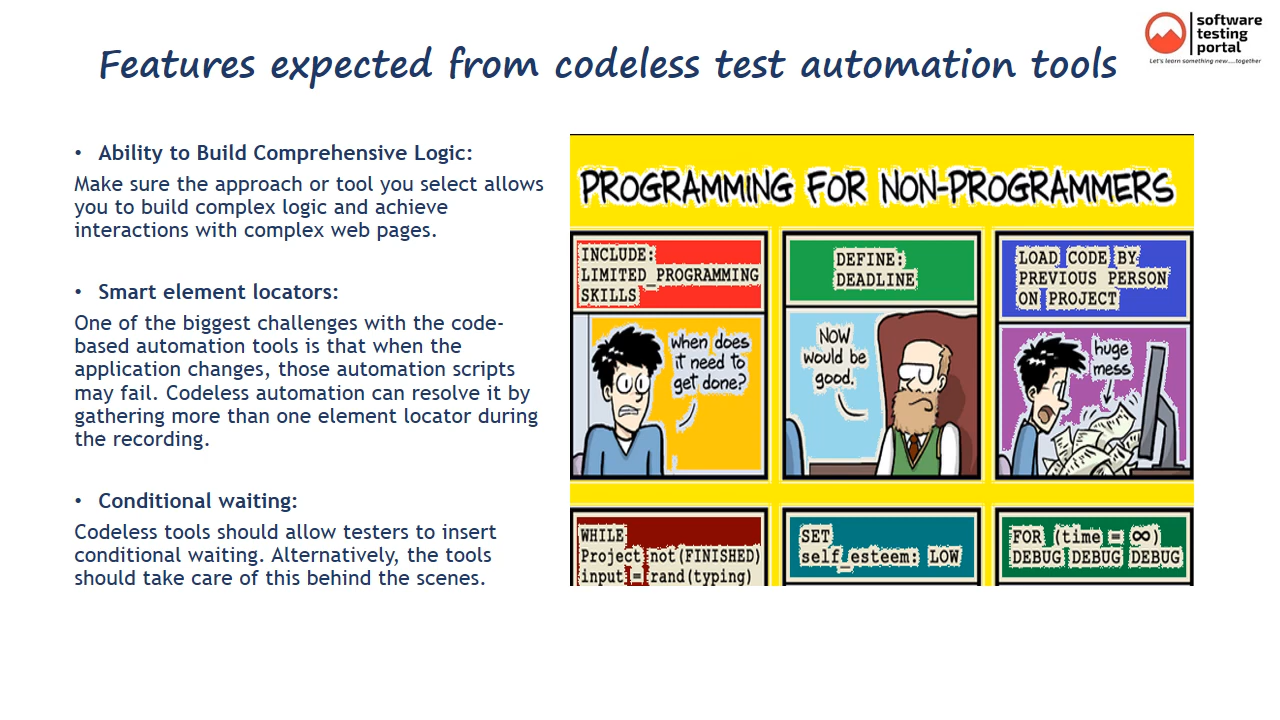 software
testing
portal
Let's learn something new....together
Features expected from codeless test automation tools
• Ability to Build Comprehensive Logic:
Make sure the approach or tool you select allows
you to build complex logic and achieve
interactions with complex web pages.
• Smart element locators:
One of the biggest challenges with the code-
based automation tools is that when the
application changes, those automation scripts
may fail. Codeless automation can resolve it by
gathering more than one element locator during
the recording.
• Conditional waiting:
Codeless tools should allow testers to insert
conditional waiting. Alternatively, the tools
should take care of this behind the scenes.
PROGRAMMING FOR NON-PROGRAMMERS
INCLUDE:
LIMITED_PROGRAMMING
SKILLS
when does
it need to
get done?
DEFINE:
DEADLINE
Now
would be
good.
LOAD CODE BY
PREVIOUS PERSON
ON PROJECT
huge
mess
WHILE
Project not(FINISHED)
input = rand(typing)
SET
self_esteem: LOW
FOR (time = ∞)
DEBUG DEBUG DEBUG